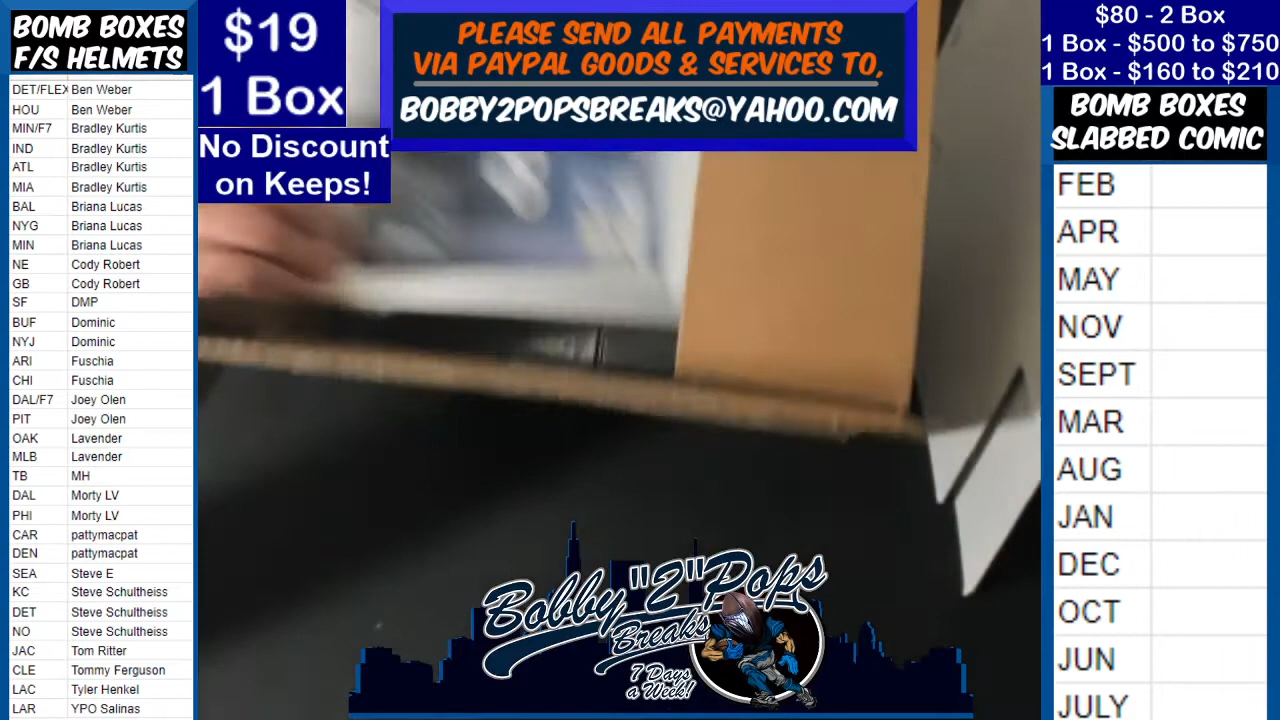 BOMB BOXES
F/S HELMETS
DET/FLEX Ben Weber
HOU Ben Weber
MIN/F7 Bradley Kurtis
IND Bradley Kurtis
ATL Bradley Kurtis
MIA Bradley Kurtis
BAL Briana Lucas
NYG Briana Lucas
MIN Briana Lucas
NE Cody Robert
GB Cody Robert
SF DMP
BUF Dominic
NYJ Dominic
ARI Fuschia
CHI Fuschia
DAL/F7 Joey Olen
PIT Joey Olen
OAK Lavender
MLB Lavender
TB MH
DAL Morty LV
PHI Morty LV
CAR pattymacpat
DEN pattymacpat
SEA Steve E
KC Steve Schultheiss
DET Steve Schultheiss
NO Steve Schultheiss
JAC Tom Ritter
CLE Tommy Ferguson
LAC Tyler Henkel
LAR YPO Salinas
$19
1 Box
No Discount
on Keeps!
PLEASE SEND ALL PAYMENTS
VIA PAYPAL GOODS & SERVICES TO,
BOBBY2POPSBREAKS@YAHOO.COM
Bobby "2" Pops
Breaks
7 Days
a Week!
$80 - 2 Box
1 Box - $500 to $750
1 Box - $160 to $210
BOMB BOXES
SLABBED COMIC
FEB
APR
MAY
NOV
SEPT
MAR
AUG
JAN
DEC
OCT
JUN
JULY